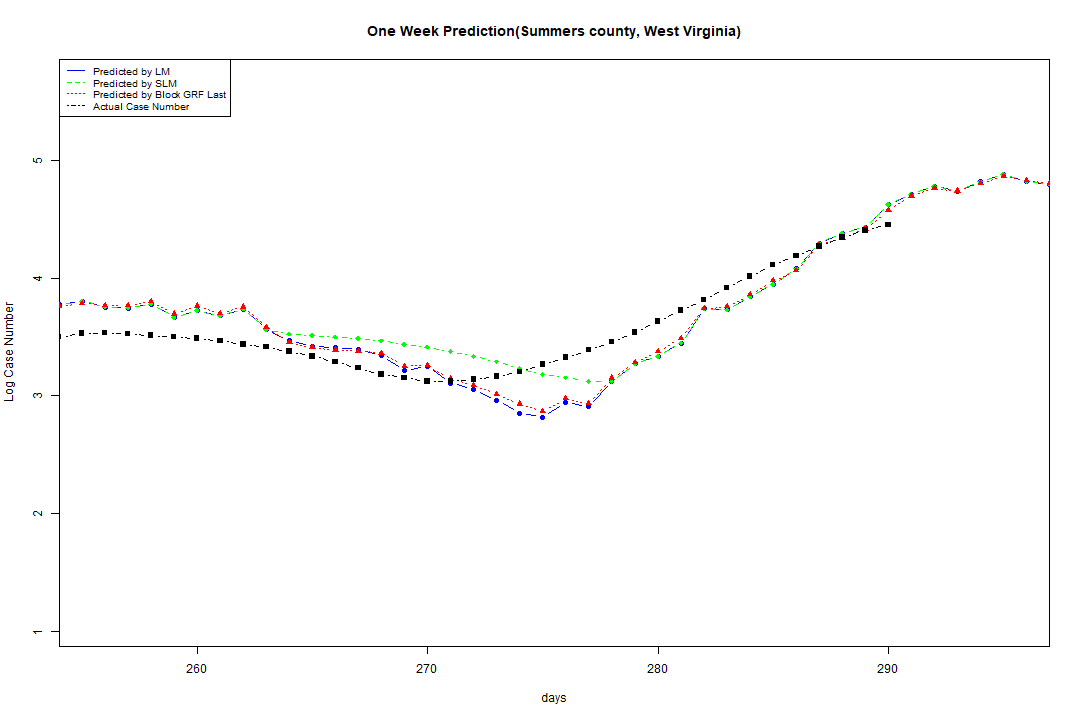 One Week Prediction(Summers county, West Virginia)
Predicted by LM
Predicted by SLM
Predicted by Block GRF Last
Actual Case Number
5
4
3
2
1
Log Case Number
260 270 280 290
days